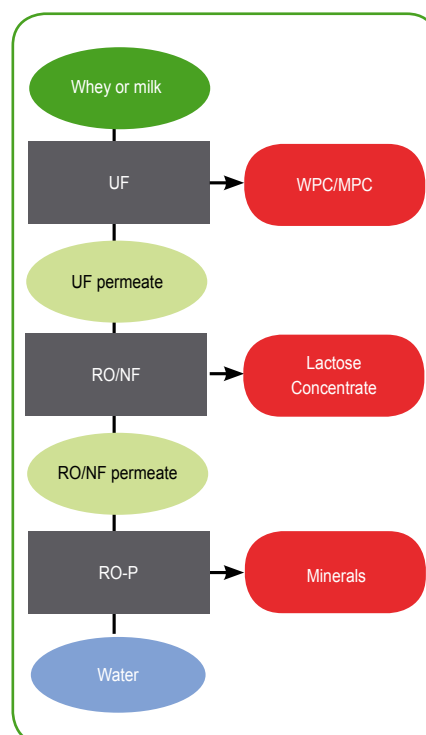 Whey or milk
UF
WPC/MPC
UF permeate
RO/NF
Lactose
Concentrate
RO/NF permeate
RO-P
Minerals
Water